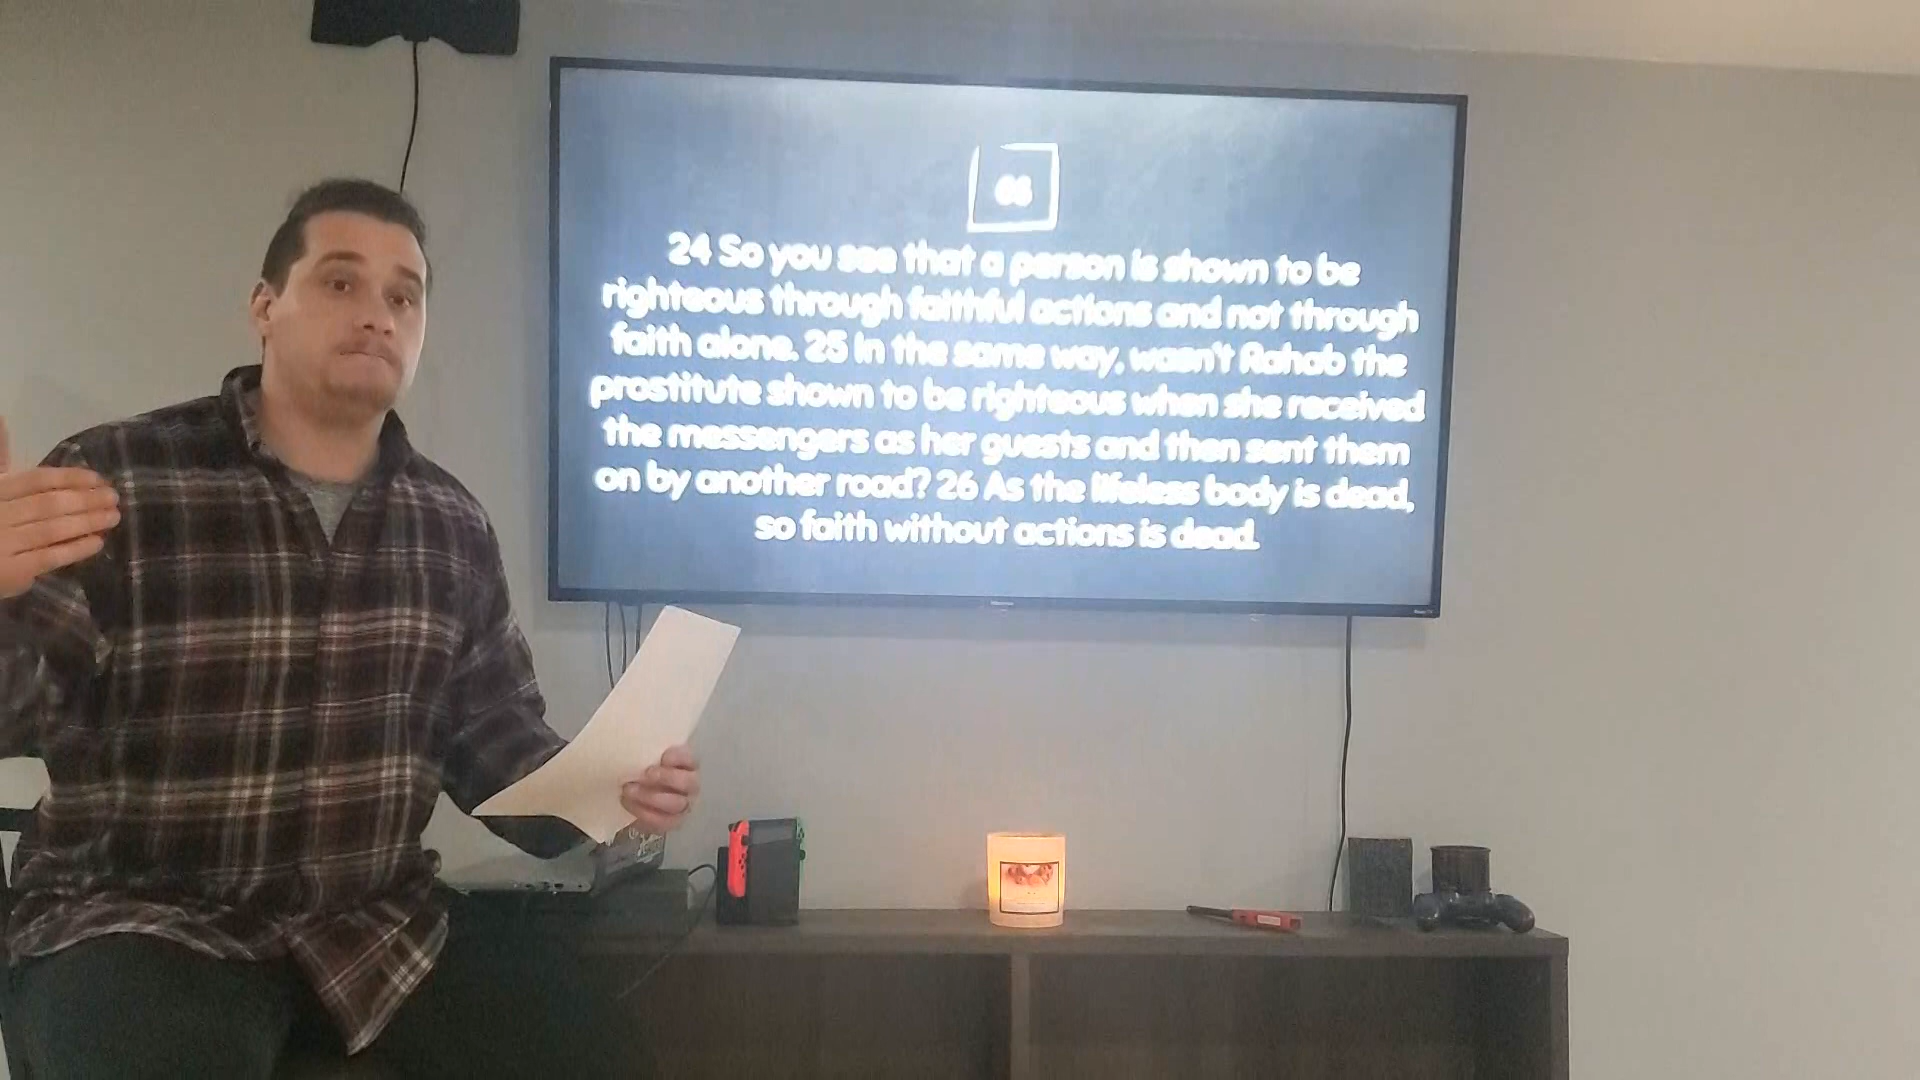 24 So you see that a person is shown to be
righteous through faithful actions and not through
faith alone. 25 In the same way, wasn't Rahab the
prostitute shown to be righteous when she received
the messengers as her guests and then sent them
on by another road? 26 As the lifeless body is dead,
so faith without actions is dead.